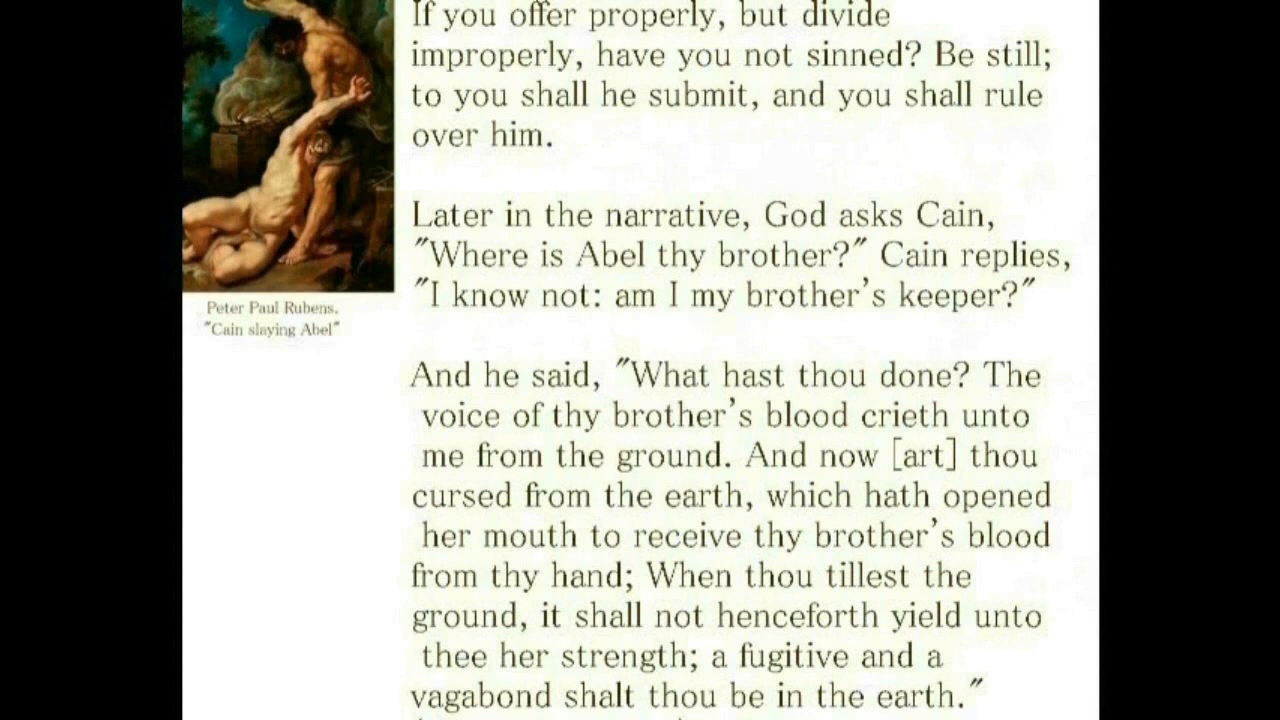 If you offer properly, but divide
improperly, have you not sinned? Be still;
to you shall he submit, and you shall rule
over him.
Later in the narrative, God asks Cain,
"Where is Abel thy brother?" Cain replies,
"I know not: am I my brother's keeper?"
Peter Paul Rubens.
"Cain slaying Abel"
And he said, "What hast thou done? The
voice of thy brother's blood crieth unto
me from the ground. And now [art] thou
cursed from the earth, which hath opened
her mouth to receive thy brother's blood
from thy hand; When thou tillest the
ground, it shall not henceforth yield unto
thee her strength; a fugitive and a
vagabond shalt thou be in the earth."